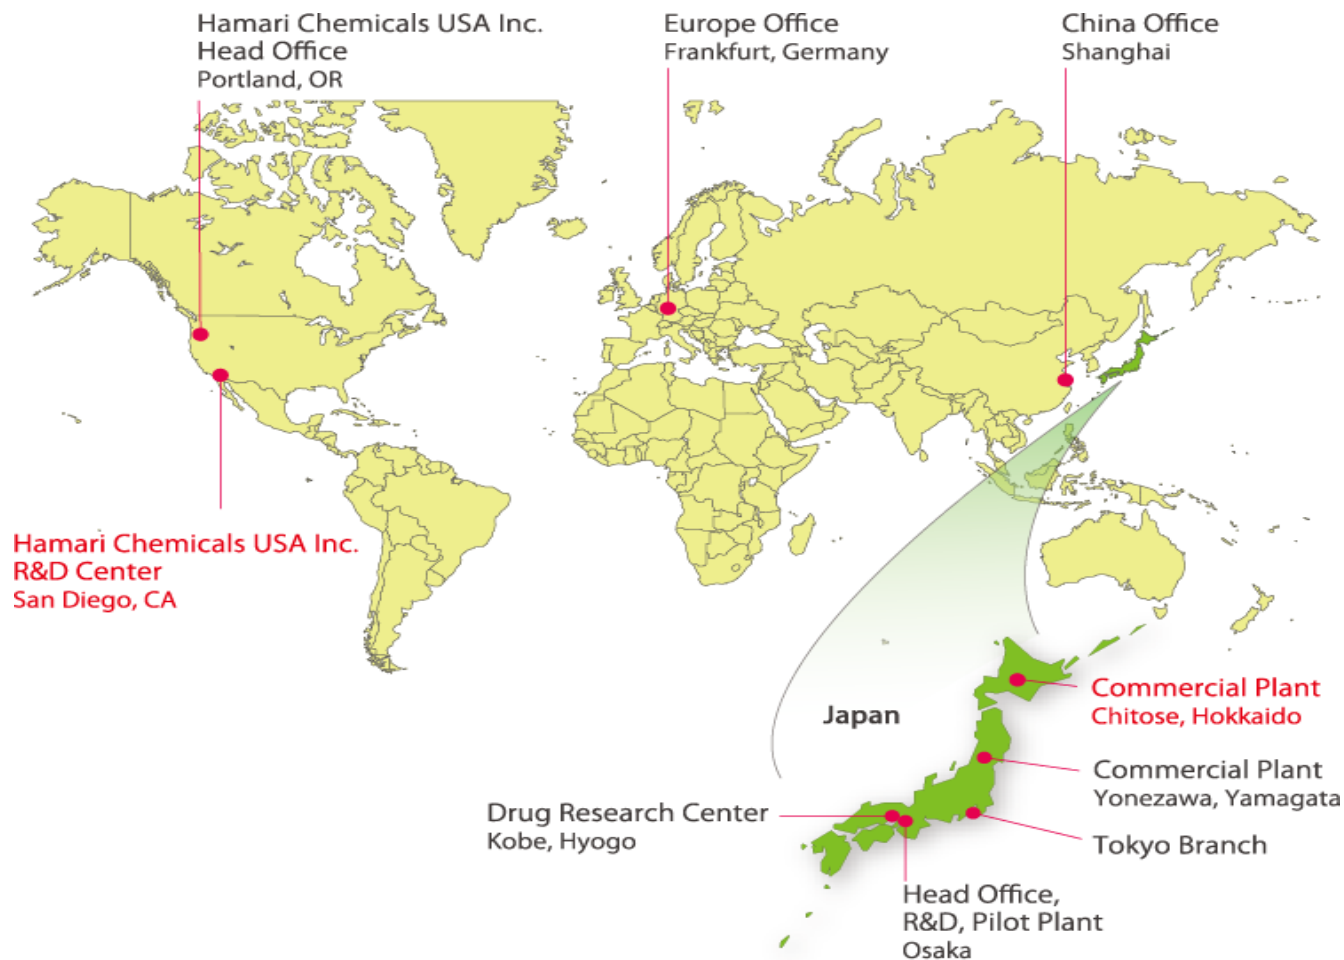 Hamari Chemicals USA Inc.
Head Office
Portland, OR
Europe Office
Frankfurt, Germany
China Office
Shanghai
Hamari Chemicals USA Inc.
R&D Center
San Diego, CA
Japan
Commercial Plant
Chitose, Hokkaido
Commercial Plant
Yonezawa, Yamagata
Drug Research Center
Kobe, Hyogo
Tokyo Branch
Head Office,
R&D, Pilot Plant
Osaka